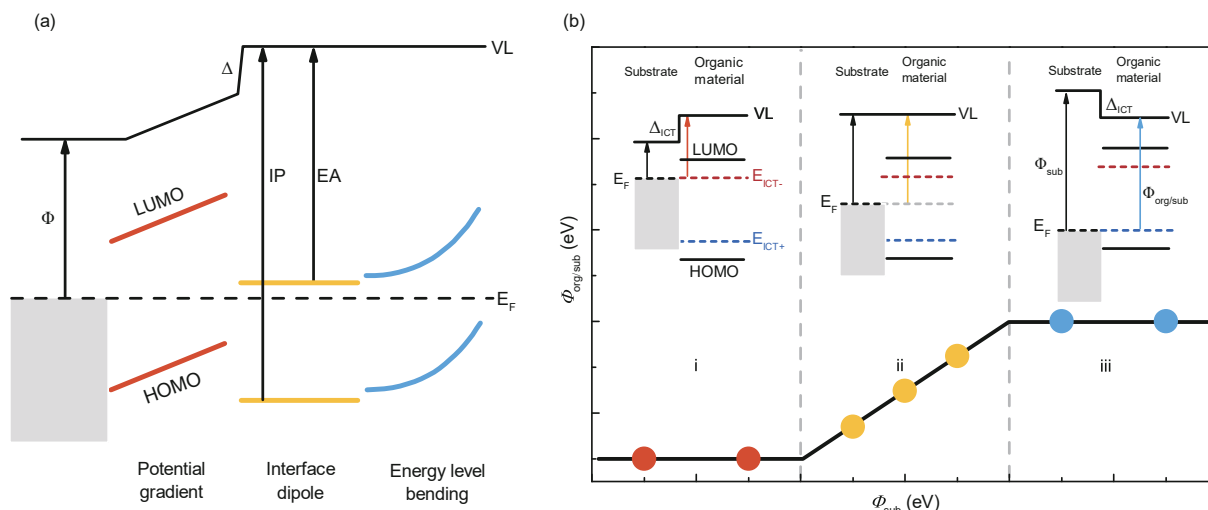 (a)
VL
Δ
IP
EA
Φ
LUMO
E_F
HOMO
Potential
gradient
Interface
dipole
Energy level
bending
(b)
Φ_org/sub (eV)
Substrate
Organic
material
Δ_ICT
VL
LUMO
E_F
E_ICT-
E_ICT+
HOMO
i
Substrate
Organic
material
VL
E_F
ii
Substrate
Organic
material
Δ_ICT
VL
Φ_sub
Φ_org/sub
E_F
iii
Φ_sub (eV)